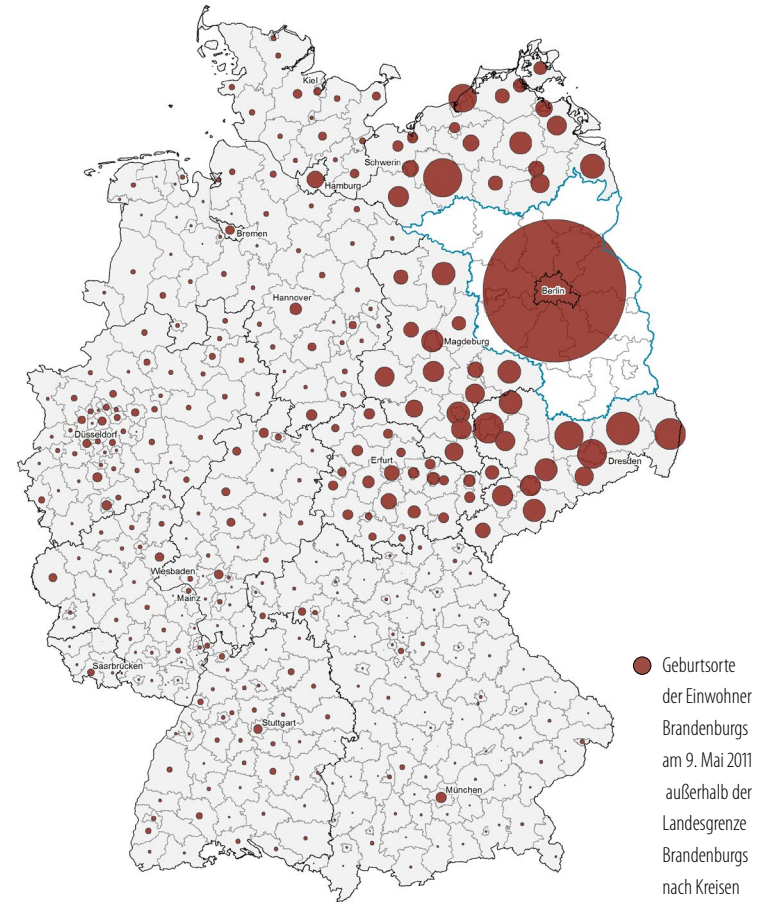 Kiel
Schwerin
Hamburg
Bremen
Berlin
Hannover
Magdeburg
Düsseldorf
Erfurt
Dresden
Wiesbaden
Mainz
Saarbrücken
Stuttgart
München
Geburtsorte
der Einwohner
Brandenburgs
am 9. Mai 2011
außerhalb der
Landesgrenze
Brandenburgs
nach Kreisen